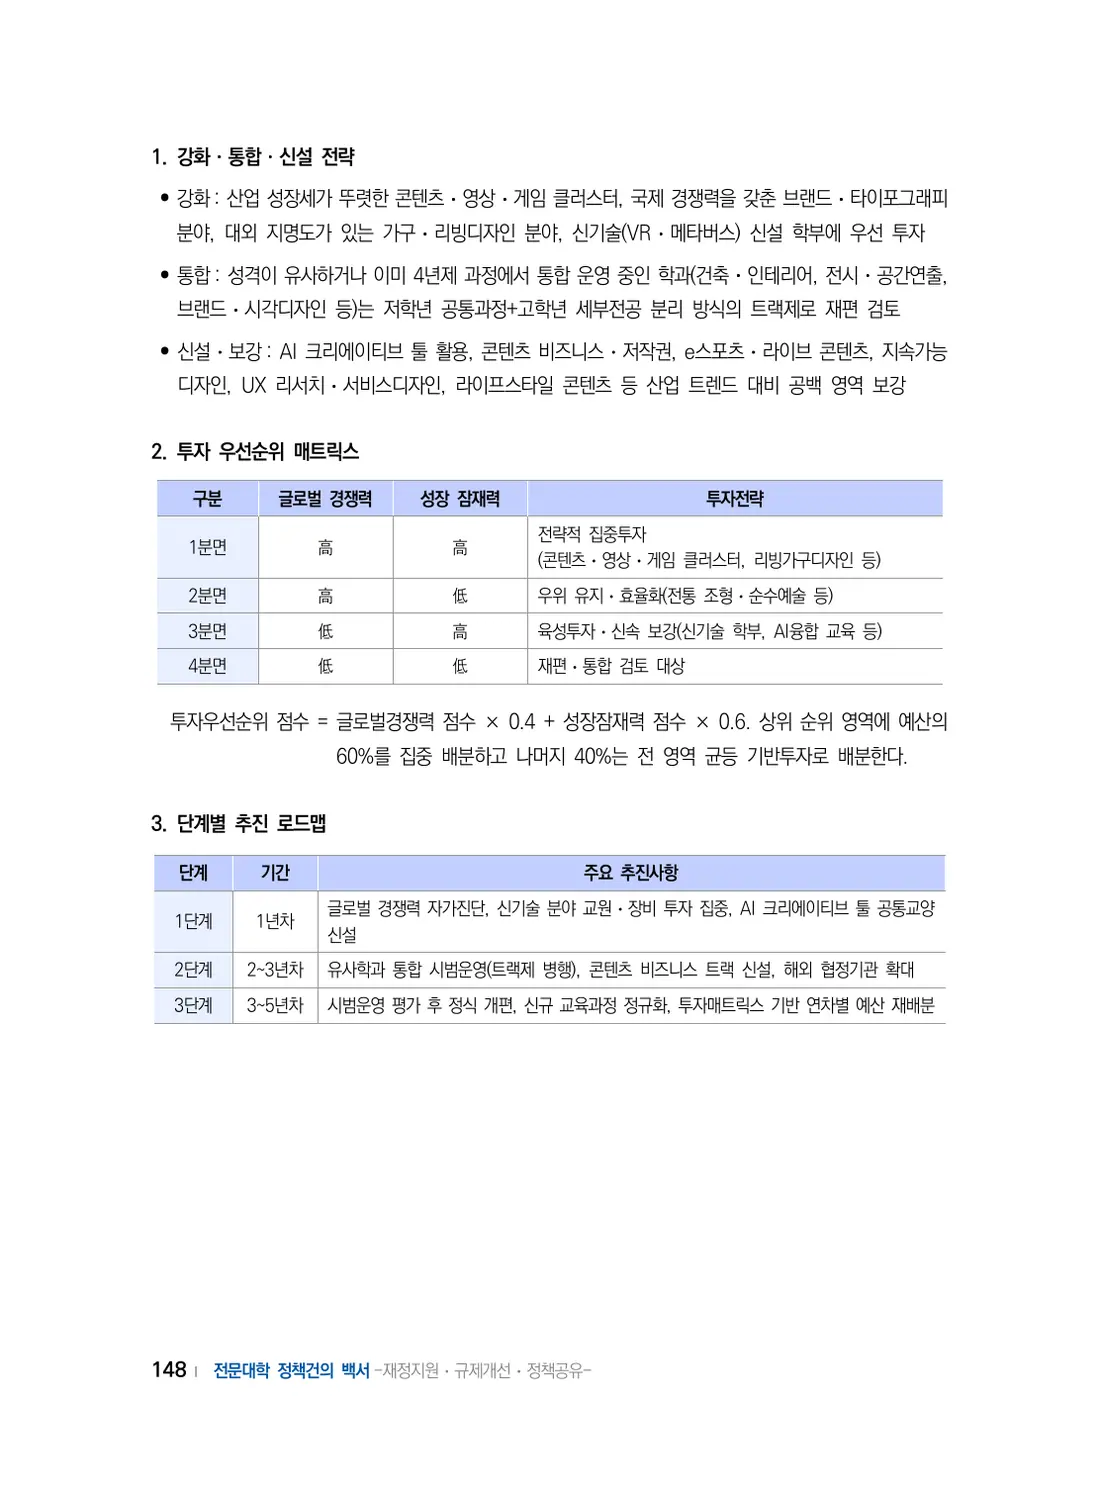 1. 강화·통합·신설 전략
• 강화 : 산업 성장세가 뚜렷한 콘텐츠·영상·게임 클러스터, 국제 경쟁력을 갖춘 브랜드·타이포그래피
분야, 대외 지명도가 있는 가구·리빙디자인 분야, 신기술(VR·메타버스) 신설 학부에 우선 투자
• 통합 : 성격이 유사하거나 이미 4년제 과정에서 통합 운영 중인 학과(건축·인테리어, 전시·공간연출,
브랜드·시각디자인 등)는 저학년 공통과정+고학년 세부전공 분리 방식의 트랙제로 재편 검토
• 신설·보강 : AI 크리에이티브 툴 활용, 콘텐츠 비즈니스·저작권, e스포츠·라이브 콘텐츠, 지속가능
디자인, UX 리서치·서비스디자인, 라이프스타일 콘텐츠 등 산업 트렌드 대비 공백 영역 보강
2. 투자 우선순위 매트릭스
구분 글로벌 경쟁력 성장 잠재력 투자전략
1분면 高 高 전략적 집중투자
(콘텐츠·영상·게임 클러스터, 리빙가구디자인 등)
2분면 高 低 우위 유지·효율화(전통 조형·순수예술 등)
3분면 低 高 육성투자·신속 보강(신기술 학부, AI융합 교육 등)
4분면 低 低 재편·통합 검토 대상
투자우선순위 점수 = 글로벌경쟁력 점수 × 0.4 + 성장잠재력 점수 × 0.6. 상위 순위 영역에 예산의
60%를 집중 배분하고 나머지 40%는 전 영역 균등 기반투자로 배분한다.
3. 단계별 추진 로드맵
단계 기간 주요 추진사항
1단계 1년차 글로벌 경쟁력 자가진단, 신기술 분야 교원·장비 투자 집중, AI 크리에이티브 툴 공통교양
신설
2단계 2~3년차 유사학과 통합 시범운영(트랙제 병행), 콘텐츠 비즈니스 트랙 신설, 해외 협정기관 확대
3단계 3~5년차 시범운영 평가 후 정식 개편, 신규 교육과정 정규화, 투자매트릭스 기반 연차별 예산 재배분
148 | 전문대학 정책건의 백서 -재정지원·규제개선·정책공유-